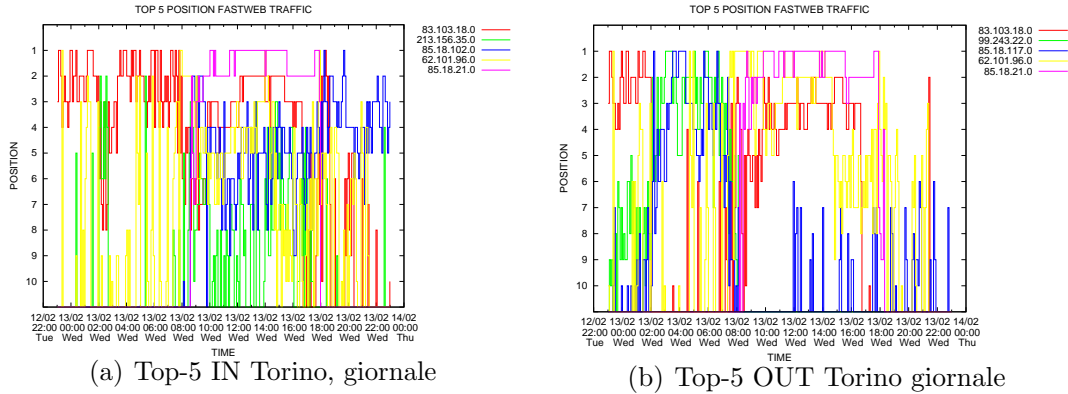 TOP 5 POSITION FASTWEB TRAFFIC
83.103.18.0
213.156.35.0
85.18.102.0
62.101.96.0
85.18.21.0
POSITION
1
2
3
4
5
6
7
8
9
10
12/02 13/02 13/02 13/02 13/02 13/02 13/02 13/02 13/02 13/02 13/02 13/02 13/02 14/02
22:00 00:00 02:00 04:00 06:00 08:00 10:00 12:00 14:00 16:00 18:00 20:00 22:00 00:00
Tue Wed Wed Wed Wed Wed Wed Wed Wed Wed Wed Wed Wed Thu
TIME
(a) Top-5 IN Torino, giornale
TOP 5 POSITION FASTWEB TRAFFIC
83.103.18.0
99.243.22.0
85.18.117.0
62.101.96.0
85.18.21.0
POSITION
1
2
3
4
5
6
7
8
9
10
12/02 13/02 13/02 13/02 13/02 13/02 13/02 13/02 13/02 13/02 13/02 13/02 13/02 14/02
22:00 00:00 02:00 04:00 06:00 08:00 10:00 12:00 14:00 16:00 18:00 20:00 22:00 00:00
Tue Wed Wed Wed Wed Wed Wed Wed Wed Wed Wed Wed Wed Thu
TIME
(b) Top-5 OUT Torino giornale